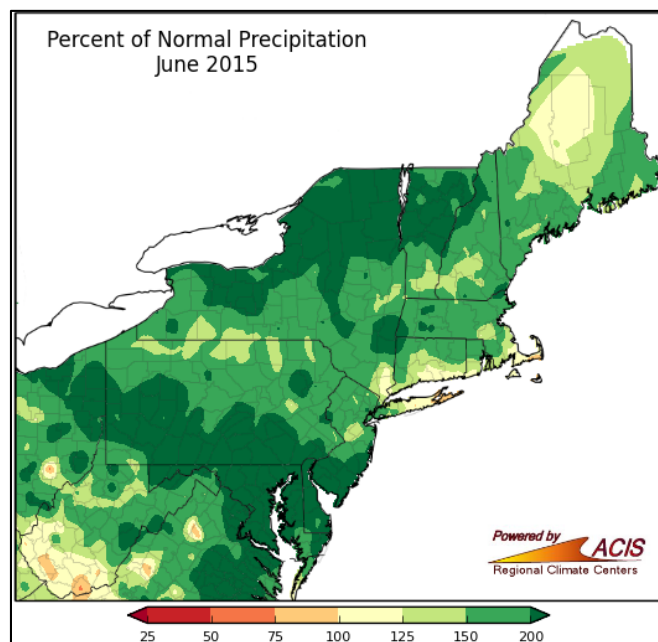 Percent of Normal Precipitation
June 2015
Powered by
ACIS
Regional Climate Centers
25 50 75 100 125 150 200